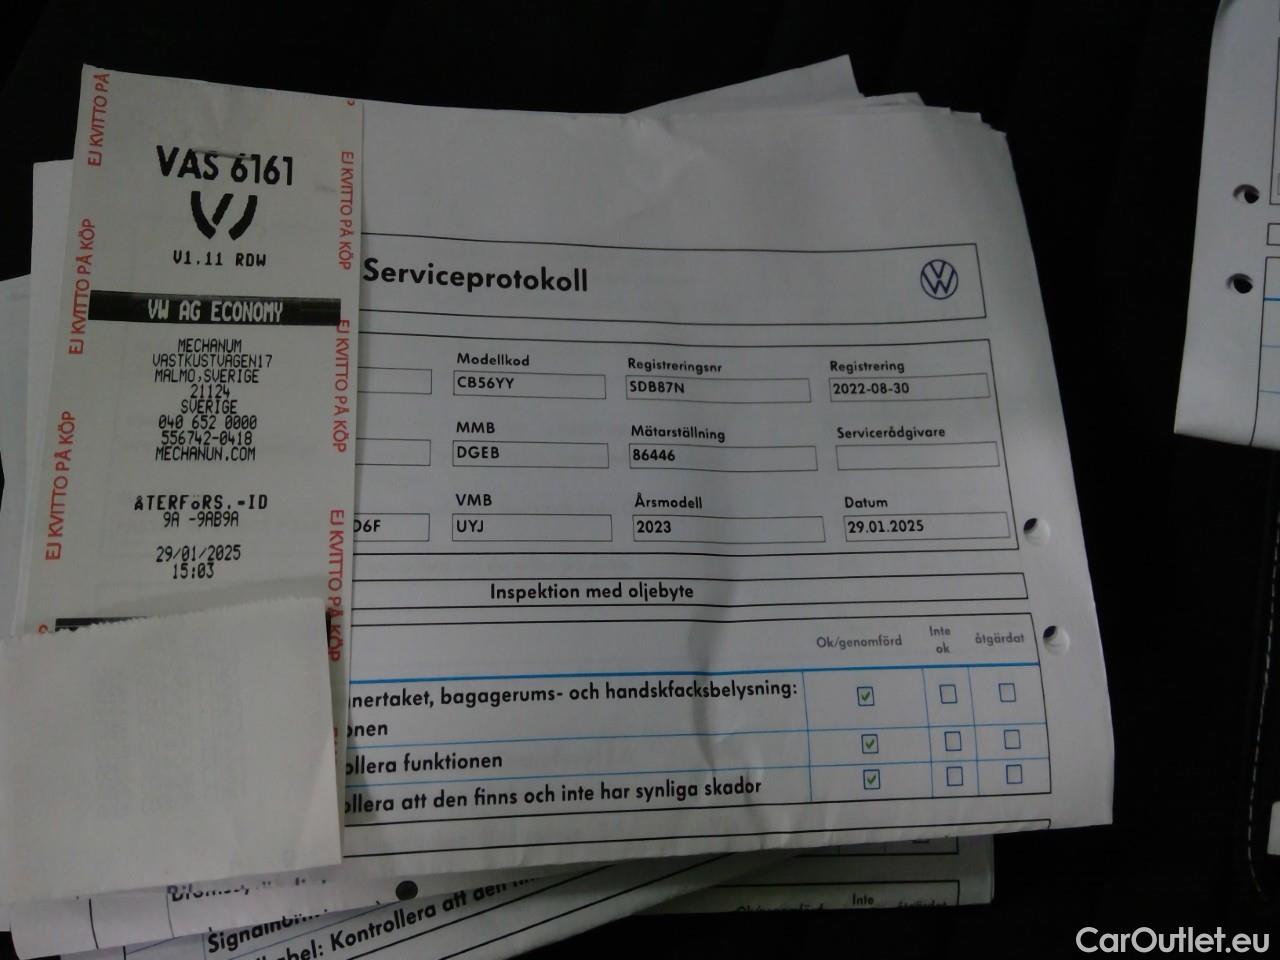 EJ KVITTO PÅ
EJ KVITTO PÅ KÖP
EJ KVITTO PÅ KÖP
EJ KVITTO PÅ KÖP
EJ KVITTO PÅ KÖP
EJ KVITTO PÅ KÖP
VAS 6161
V1.11 RDW
VW AG ECONOMY
MECHANUM
VASTKUSTVAGEN17
MALMO,SVERIGE
21124
SVERIGE
040 652 0000
556742-0418
MECHANUN.COM
ÅTERFöRS.-ID
9A -9AB9A
29/01/2025
15:03
Serviceprotokoll
Modellkod
CB56YY
Registreringsnr
SDB87N
Registrering
2022-08-30
MMB
DGEB
Mätarställning
86446
Servicerådgivare
D6F
VMB
UYJ
Årsmodell
2023
Datum
29.01.2025
Inspektion med oljebyte
Ok/genomförd
Inte
ok
åtgärdat
nertaket, bagagerums- och handskfacksbelysning:
onen
ollera funktionen
ollera att den finns och inte har synliga skador
Inte
bel: Kontrollera att den
CarOutlet.eu